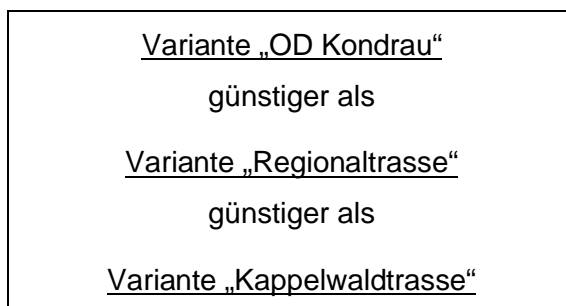 Variante „OD Kondrau“
günstiger als
Variante „Regionaltrasse“
günstiger als
Variante „Kappelwaldtrasse“